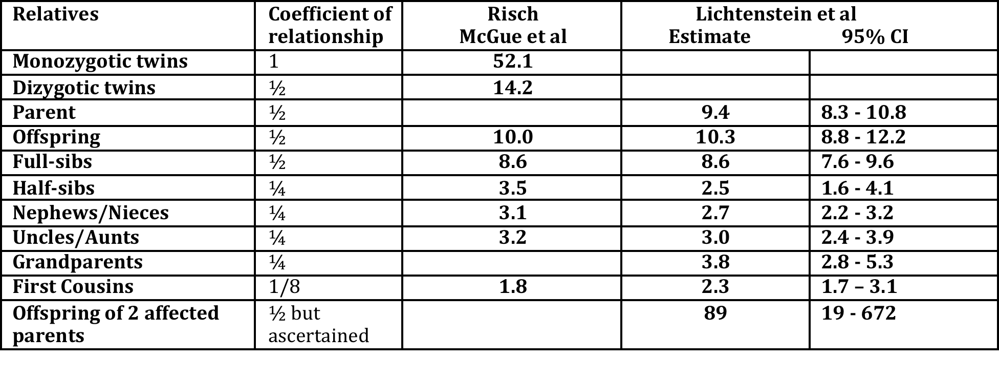 Relatives Coefficient of Risch Lichtenstein et al
relationship McGue et al Estimate 95% CI
Monozygotic twins 1 52.1
Dizygotic twins ½ 14.2
Parent ½ 9.4 8.3 - 10.8
Offspring ½ 10.0 10.3 8.8 - 12.2
Full-sibs ½ 8.6 8.6 7.6 - 9.6
Half-sibs ¼ 3.5 2.5 1.6 - 4.1
Nephews/Nieces ¼ 3.1 2.7 2.2 - 3.2
Uncles/Aunts ¼ 3.2 3.0 2.4 - 3.9
Grandparents ¼ 3.8 2.8 - 5.3
First Cousins 1/8 1.8 2.3 1.7 – 3.1
Offspring of 2 affected ½ but 89 19 - 672
parents ascertained